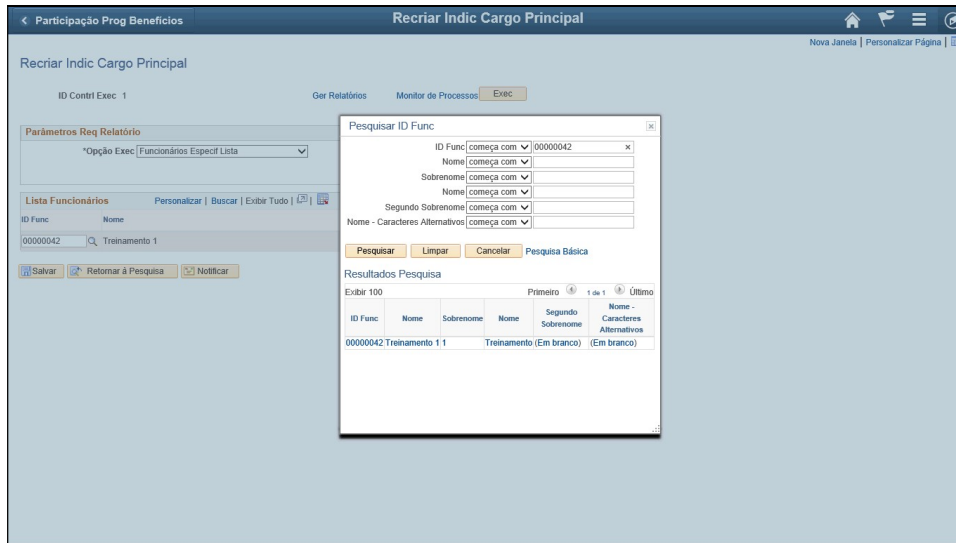 Participação Prog Benefícios
Recriar Indic Cargo Principal
Nova Janela | Personalizar Página |
Recriar Indic Cargo Principal
ID Contrl Exec 1 Ger Relatórios Monitor de Processos Exec
Parâmetros Req Relatório
*Opção Exec Funcionários Especif Lista
Lista Funcionários Personalizar | Buscar | Exibir Tudo |
ID Func Nome
00000042 Treinamento 1
Salvar Retornar à Pesquisa Notificar
Pesquisar ID Func
ID Func começa com 00000042
Nome começa com
Sobrenome começa com
Nome começa com
Segundo Sobrenome começa com
Nome - Caracteres Alternativos começa com
Pesquisar Limpar Cancelar Pesquisa Básica
Resultados Pesquisa
Exibir 100 Primeiro 1 de 1 Último
ID Func Nome Sobrenome Nome Segundo Sobrenome Nome - Caracteres Alternativos
00000042 Treinamento 1 1 Treinamento (Em branco) (Em branco)